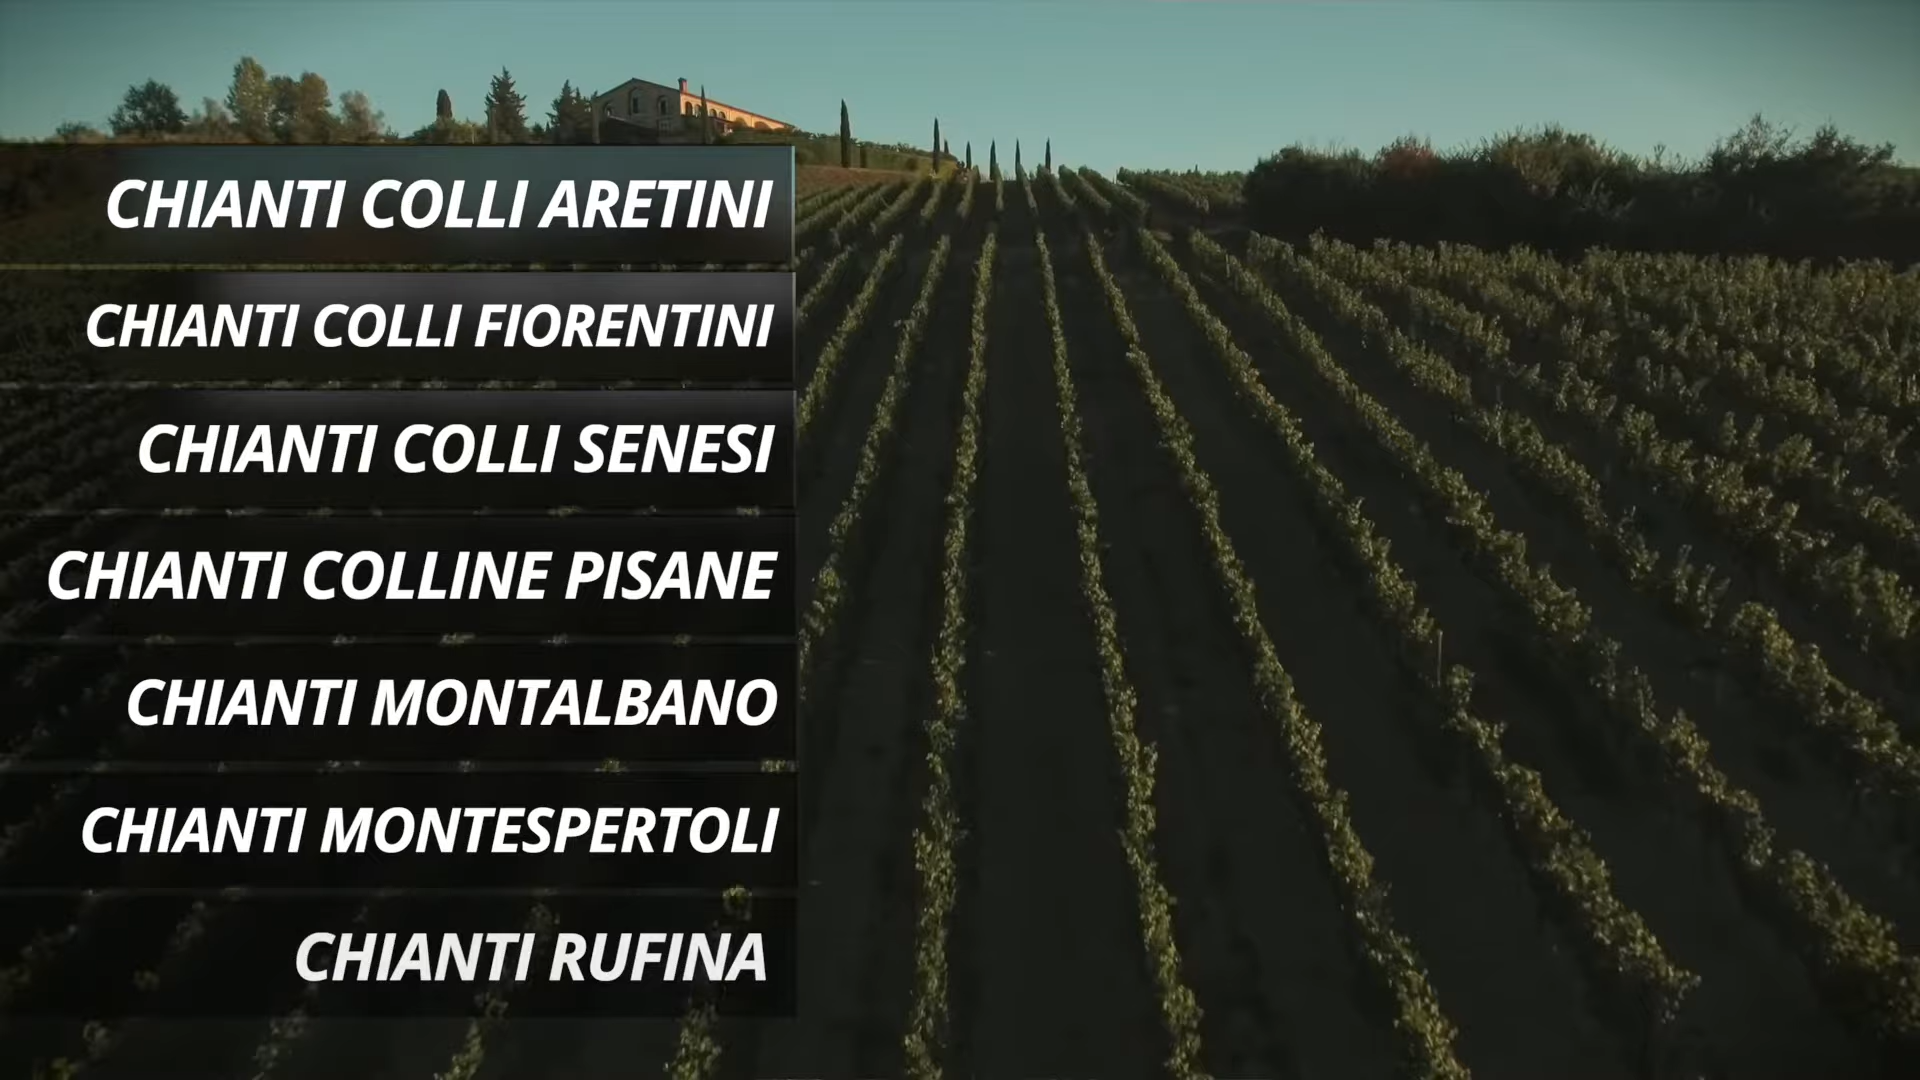 CHIANTI COLLI ARETINI
CHIANTI COLLI FIORENTINI
CHIANTI COLLI SENESI
CHIANTI COLLINE PISANE
CHIANTI MONTALBANO
CHIANTI MONTESPERTOLI
CHIANTI RUFINA